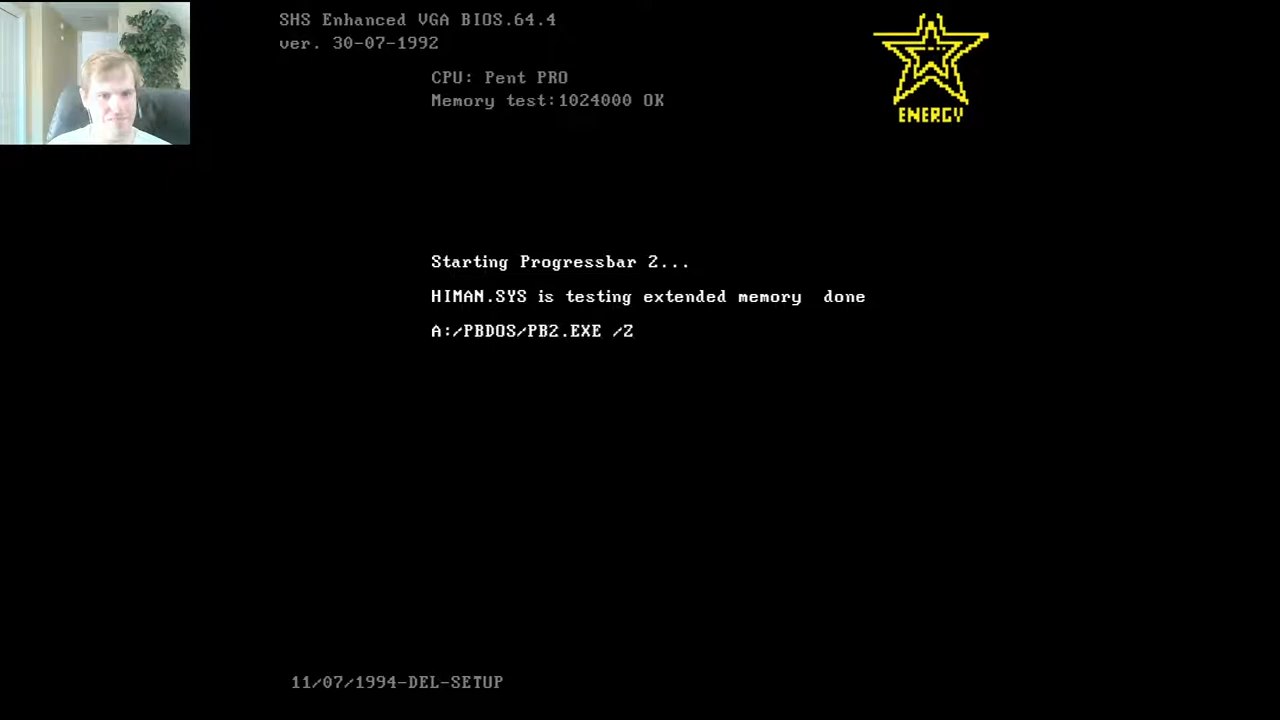 SHS Enhanced VGA BIOS.64.4
ver. 30-07-1992
CPU: Pent PRO
Memory test:1024000 OK
ENERGY
Starting Progressbar 2...
HIMAN.SYS is testing extended memory  done
A:/PBDOS/PB2.EXE /Z
11/07/1994-DEL-SETUP